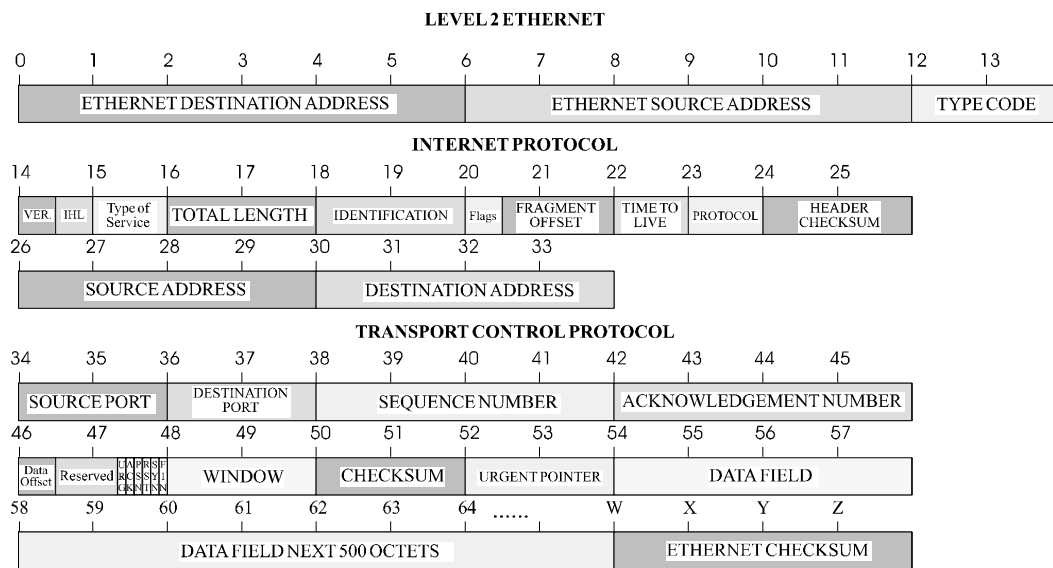 LEVEL 2 ETHERNET
0 1 2 3 4 5 6 7 8 9 10 11 12 13
ETHERNET DESTINATION ADDRESS ETHERNET SOURCE ADDRESS TYPE CODE
INTERNET PROTOCOL
14 15 16 17 18 19 20 21 22 23 24 25
VER. IHL Type of Service TOTAL LENGTH IDENTIFICATION Flags FRAGMENT OFFSET TIME TO LIVE PROTOCOL HEADER CHECKSUM
26 27 28 29 30 31 32 33
SOURCE ADDRESS DESTINATION ADDRESS
TRANSPORT CONTROL PROTOCOL
34 35 36 37 38 39 40 41 42 43 44 45
SOURCE PORT DESTINATION PORT SEQUENCE NUMBER ACKNOWLEDGEMENT NUMBER
46 47 48 49 50 51 52 53 54 55 56 57
Data Offset Reserved URG ACK PSN RST SYN FIN WINDOW CHECKSUM URGENT POINTER DATA FIELD
58 59 60 61 62 63 64 ...... W X Y Z
DATA FIELD NEXT 500 OCTETS ETHERNET CHECKSUM